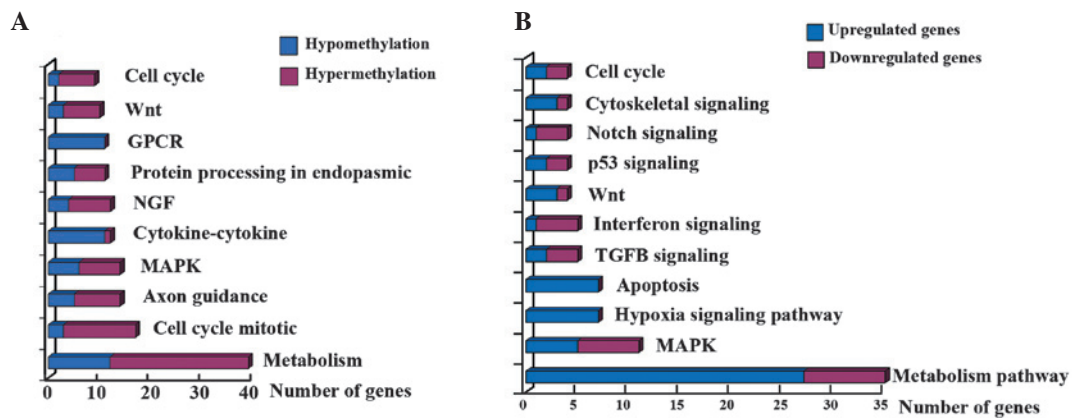 A
Hypomethylation
Hypermethylation
Cell cycle
Wnt
GPCR
Protein processing in endopasmic
NGF
Cytokine-cytokine
MAPK
Axon guidance
Cell cycle mitotic
Metabolism
0 10 20 30 40
Number of genes
B
Upregulated genes
Downregulated genes
Cell cycle
Cytoskeletal signaling
Notch signaling
p53 signaling
Wnt
Interferon signaling
TGFB signaling
Apoptosis
Hypoxia signaling pathway
MAPK
Metabolism pathway
0 5 10 15 20 25 30 35
Number of genes